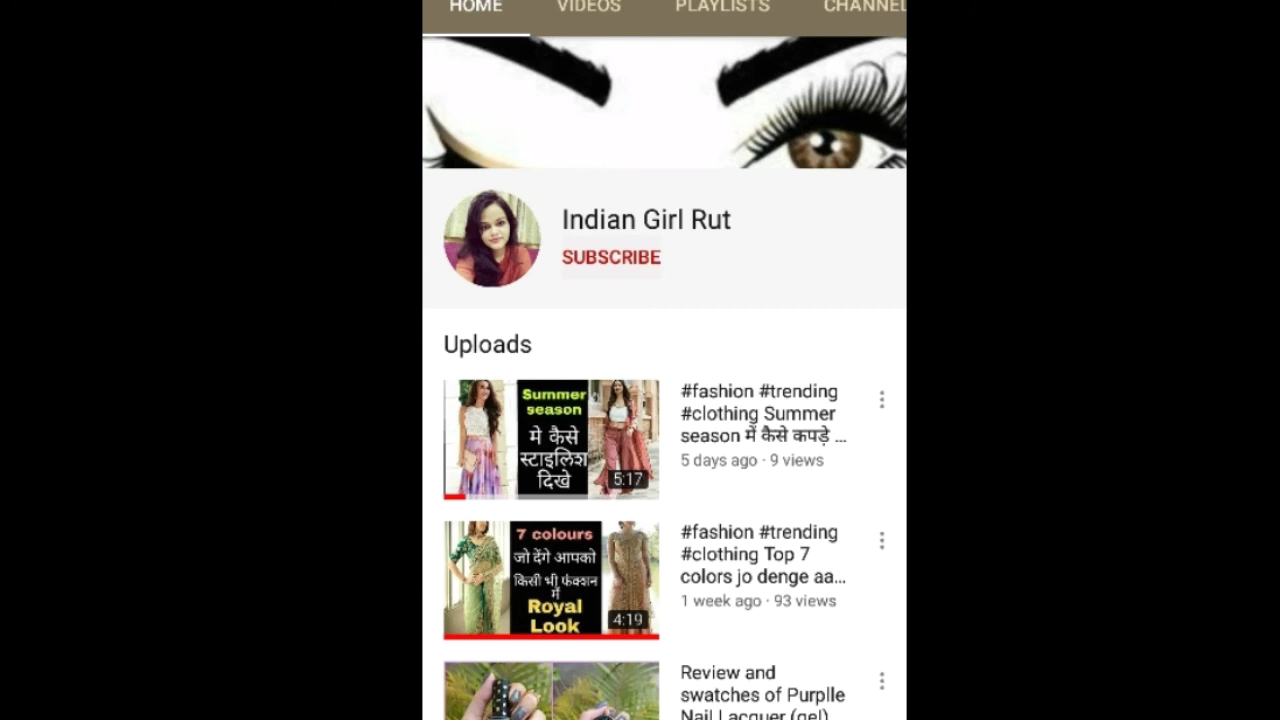 HOME VIDEOS PLAYLISTS CHANNEL
Indian Girl Rut
SUBSCRIBE
Uploads
Summer
season
मे कैसे
स्टाइलिश
दिखे
5:17
#fashion #trending
#clothing Summer
season में कैसे कपड़े ...
5 days ago · 9 views
7 colours
जो देंगे आपको
किसी भी फंक्शन
में
Royal
Look
4:19
#fashion #trending
#clothing Top 7
colors jo denge aa...
1 week ago · 93 views
Review and
swatches of Purplle
Nail Lacquer (gel)